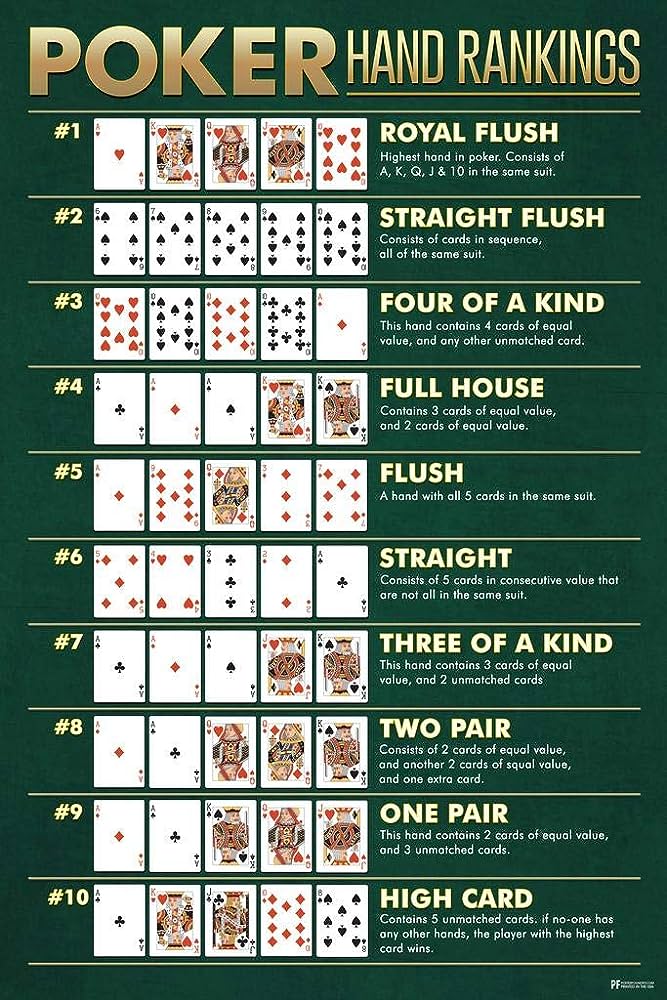 POKER HAND RANKINGS
#1
ROYAL FLUSH
Highest hand in poker. Consists of
A, K, Q, J & 10 in the same suit.
#2
STRAIGHT FLUSH
Consists of cards in sequence,
all of the same suit.
#3
FOUR OF A KIND
This hand contains 4 cards of equal
value, and any other unmatched card.
#4
FULL HOUSE
Contains 3 cards of equal value,
and 2 cards of equal value.
#5
FLUSH
A hand with all 5 cards in the same suit.
#6
STRAIGHT
Consists of 5 cards in consecutive value that
are not all in the same suit.
#7
THREE OF A KIND
This hand contains 3 cards of equal
value, and 2 unmatched cards
#8
TWO PAIR
Consists of 2 cards of equal value,
and another 2 cards of squal value,
and one extra card.
#9
ONE PAIR
This hand contains 2 cards of equal value,
and 3 unmatched cards.
#10
HIGH CARD
Contains 5 unmatched cards. if no-one has
any other hands, the player with the highest
card wins.
PF
PRINTED IN THE USA